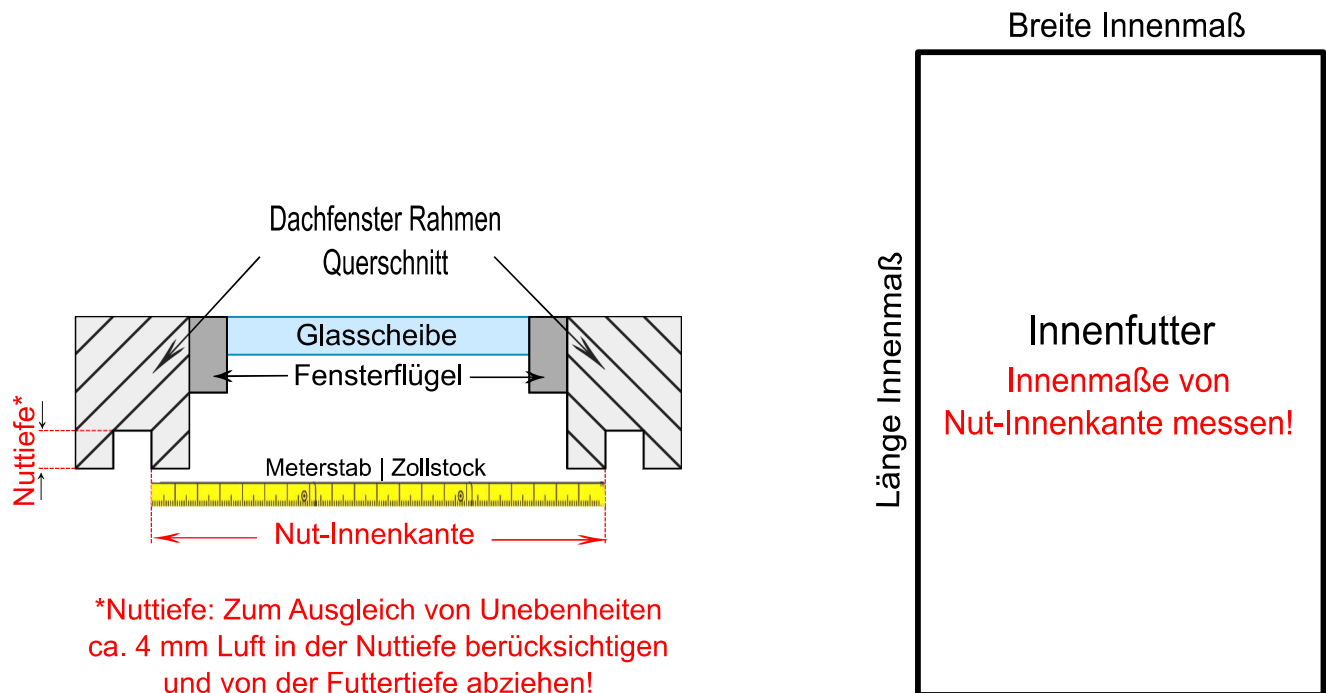 Breite Innenmaß
Dachfenster Rahmen
Querschnitt
Glasscheibe
Fensterflügel
Nuttiefe*
Meterstab | Zollstock
Nut-Innenkante
*Nuttiefe: Zum Ausgleich von Unebenheiten
ca. 4 mm Luft in der Nuttiefe berücksichtigen
und von der Futtertiefe abziehen!
Länge Innenmaß
Innenfutter
Innenmaße von
Nut-Innenkante messen!